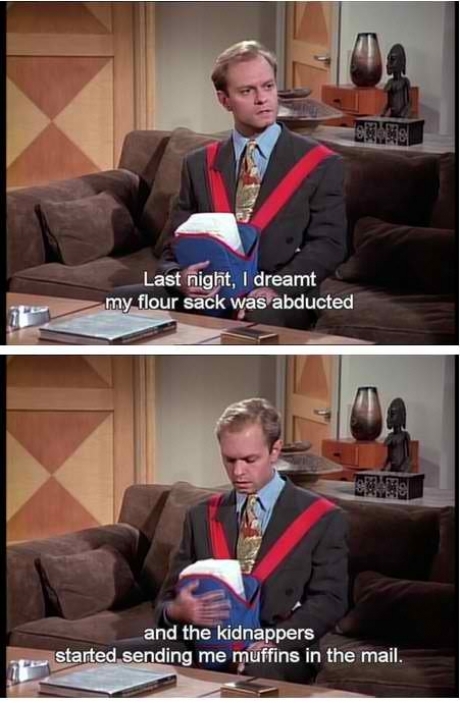 Last night, I dreamt
my flour sack was abducted
and the kidnappers
started sending me muffins in the mail.